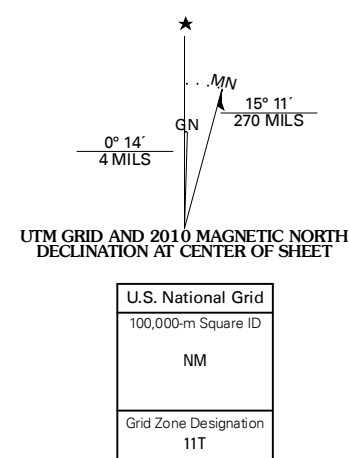 MN
GN
15° 11´
270 MILS
0° 14´
4 MILS
UTM GRID AND 2010 MAGNETIC NORTH
DECLINATION AT CENTER OF SHEET
U.S. National Grid
100,000-m Square ID
NM
Grid Zone Designation
11T